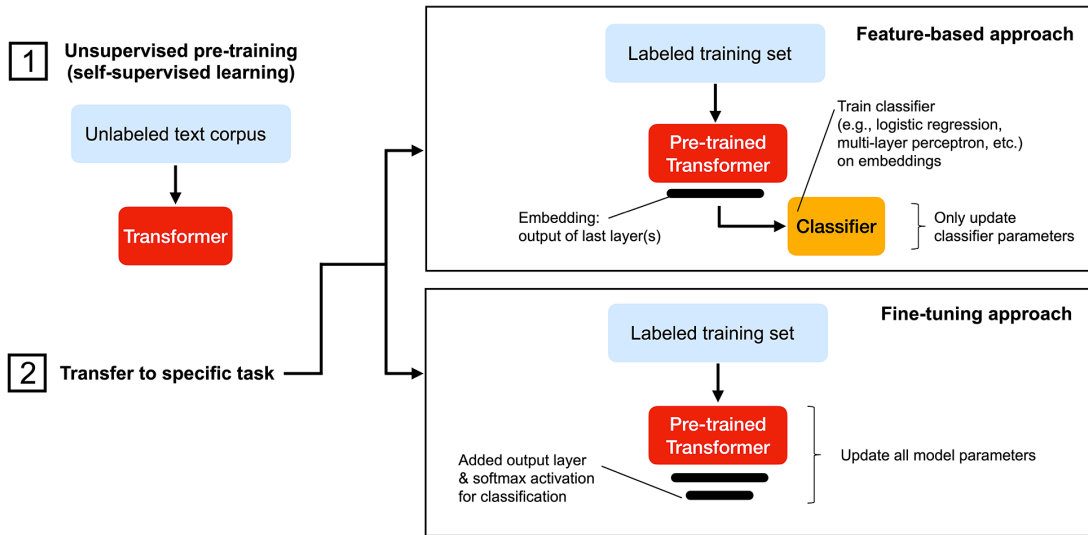 1
Unsupervised pre-training
(self-supervised learning)
Unlabeled text corpus
Transformer
2
Transfer to specific task
Feature-based approach
Labeled training set
Pre-trained
Transformer
Train classifier
(e.g., logistic regression,
multi-layer perceptron, etc.)
on embeddings
Embedding:
output of last layer(s)
Classifier
Only update
classifier parameters
Fine-tuning approach
Labeled training set
Pre-trained
Transformer
Update all model parameters
Added output layer
& softmax activation
for classification